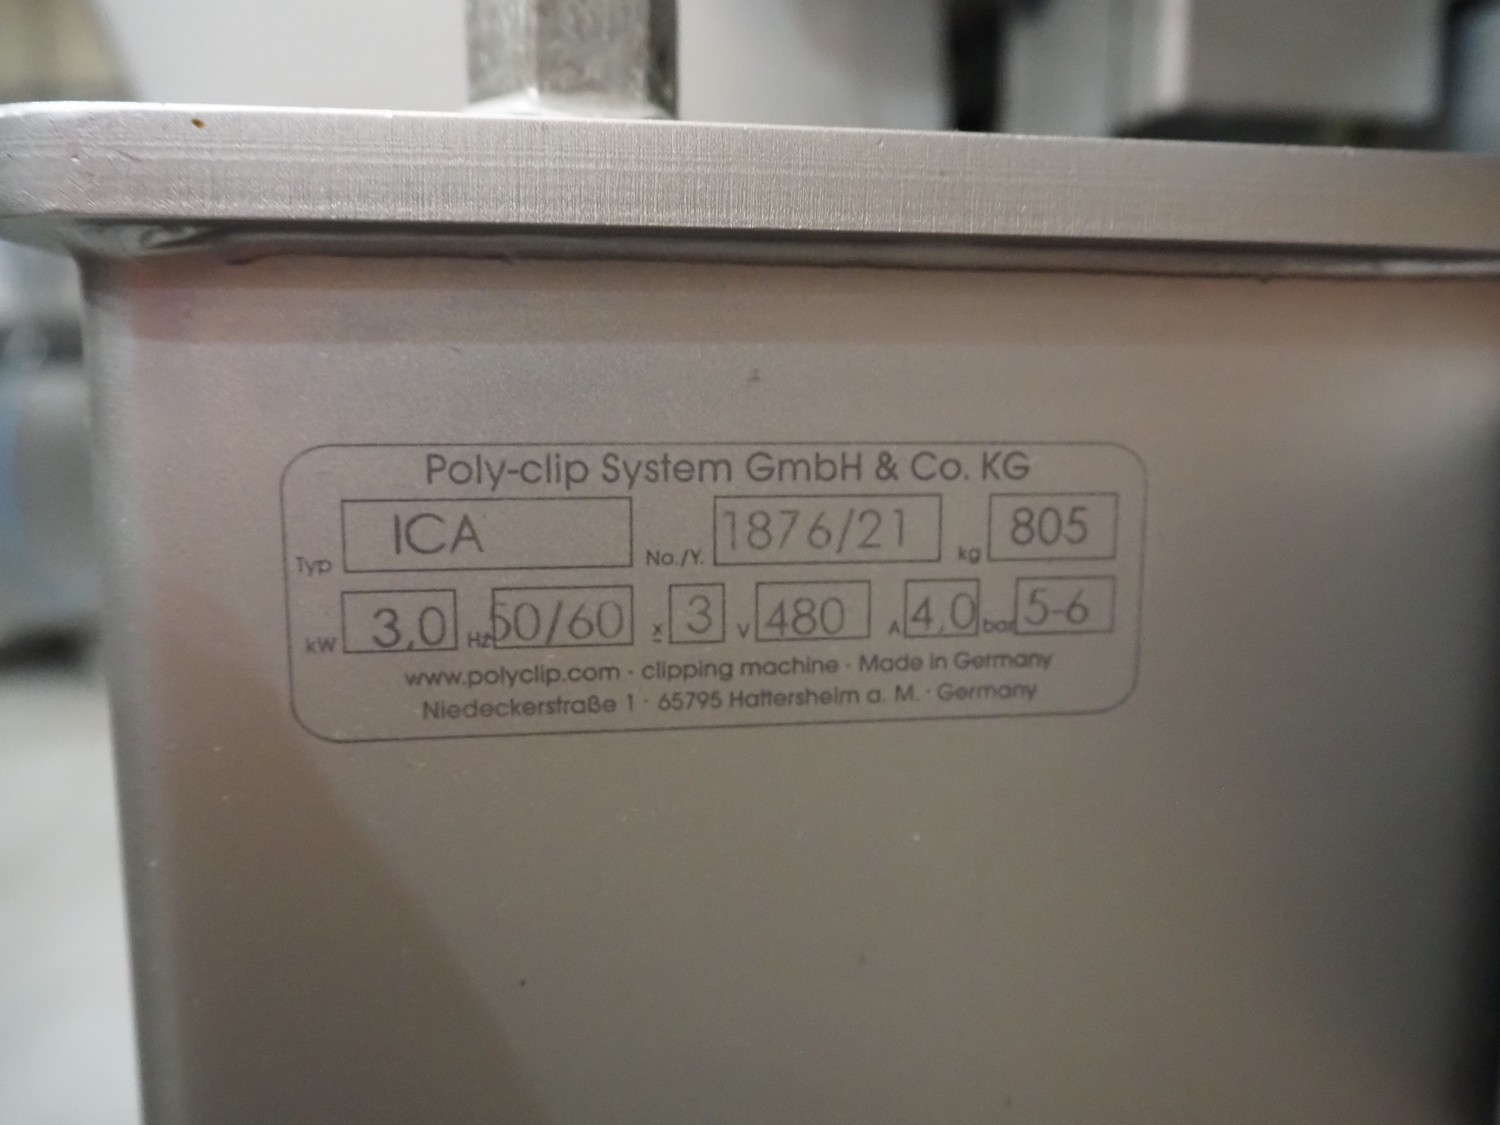 Poly-clip System GmbH & Co. KG
Typ ICA No./Y. 1876/21 kg 805
kW 3,0 Hz 50/60 x 3 V 480 A 4,0 bar 5-6
www.polyclip.com · clipping machine · Made in Germany
Niedeckerstraße 1 · 65795 Hattersheim a. M. · Germany